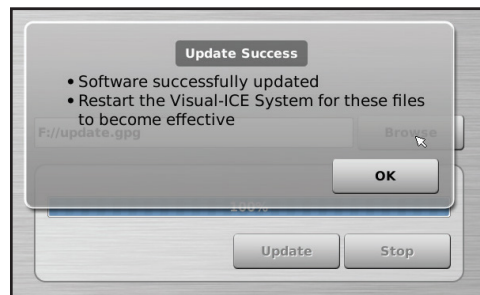 Update Success
• Software successfully updated
• Restart the Visual-ICE System for these files
to become effective
F://update.gpg
Browse
OK
100%
Update
Stop